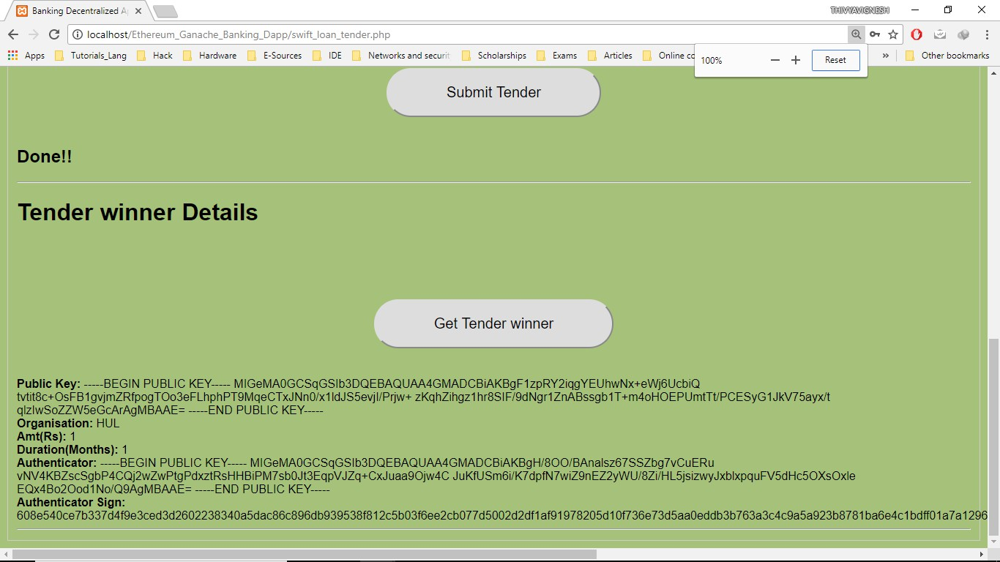 Banking Decentralized Ap
THIVYAVIGNESH
localhost/Ethereum_Ganache_Banking_Dapp/swift_loan_tender.php
Apps Tutorials_Lang Hack Hardware E-Sources IDE Networks and securit Scholarships Exams Articles Online co » Other bookmarks
100% − + Reset
Submit Tender
Done!!
Tender winner Details
Get Tender winner
Public Key: -----BEGIN PUBLIC KEY----- MIGeMA0GCSqGSIb3DQEBAQUAA4GMADCBiAKBgF1zpRY2iqgYEUhwNx+eWj6UcbiQ
tvtit8c+OsFB1gvjmZRfpogTOo3eFLhphPT9MqeCTxJNn0/x1IdJS5evjI/Prjw+ zKqhZihgz1hr8SIF/9dNgr1ZnABssgb1T+m4oHOEPUmtTt/PCESyG1JkV75ayx/t
qIzIwSoZZW5eGcArAgMBAAE= -----END PUBLIC KEY-----
Organisation: HUL
Amt(Rs): 1
Duration(Months): 1
Authenticator: -----BEGIN PUBLIC KEY----- MIGeMA0GCSqGSIb3DQEBAQUAA4GMADCBiAKBgH/8OO/BAnalsz67SSZbg7vCuERu
vNV4KBZscSgbP4CQj2wZwPtgPdxztRsHHBiPM7sb0Jt3EqpVJZq+CxJuaa9Ojw4C JuKfUSm6i/K7dpfN7wiZ9nEZ2yWU/8Zi/HL5jsizwyJxblxpquFV5dHc5OXsOxle
EQx4Bo2Ood1No/Q9AgMBAAE= -----END PUBLIC KEY-----
Authenticator Sign:
608e540ce7b337d4f9e3ced3d2602238340a5dac86c896db939538f812c5b03f6ee2cb077d5002d2df1af91978205d10f736e73d5aa0eddb3b763a3c4c9a5a923b8781ba6e4c1bdff01a7a1296